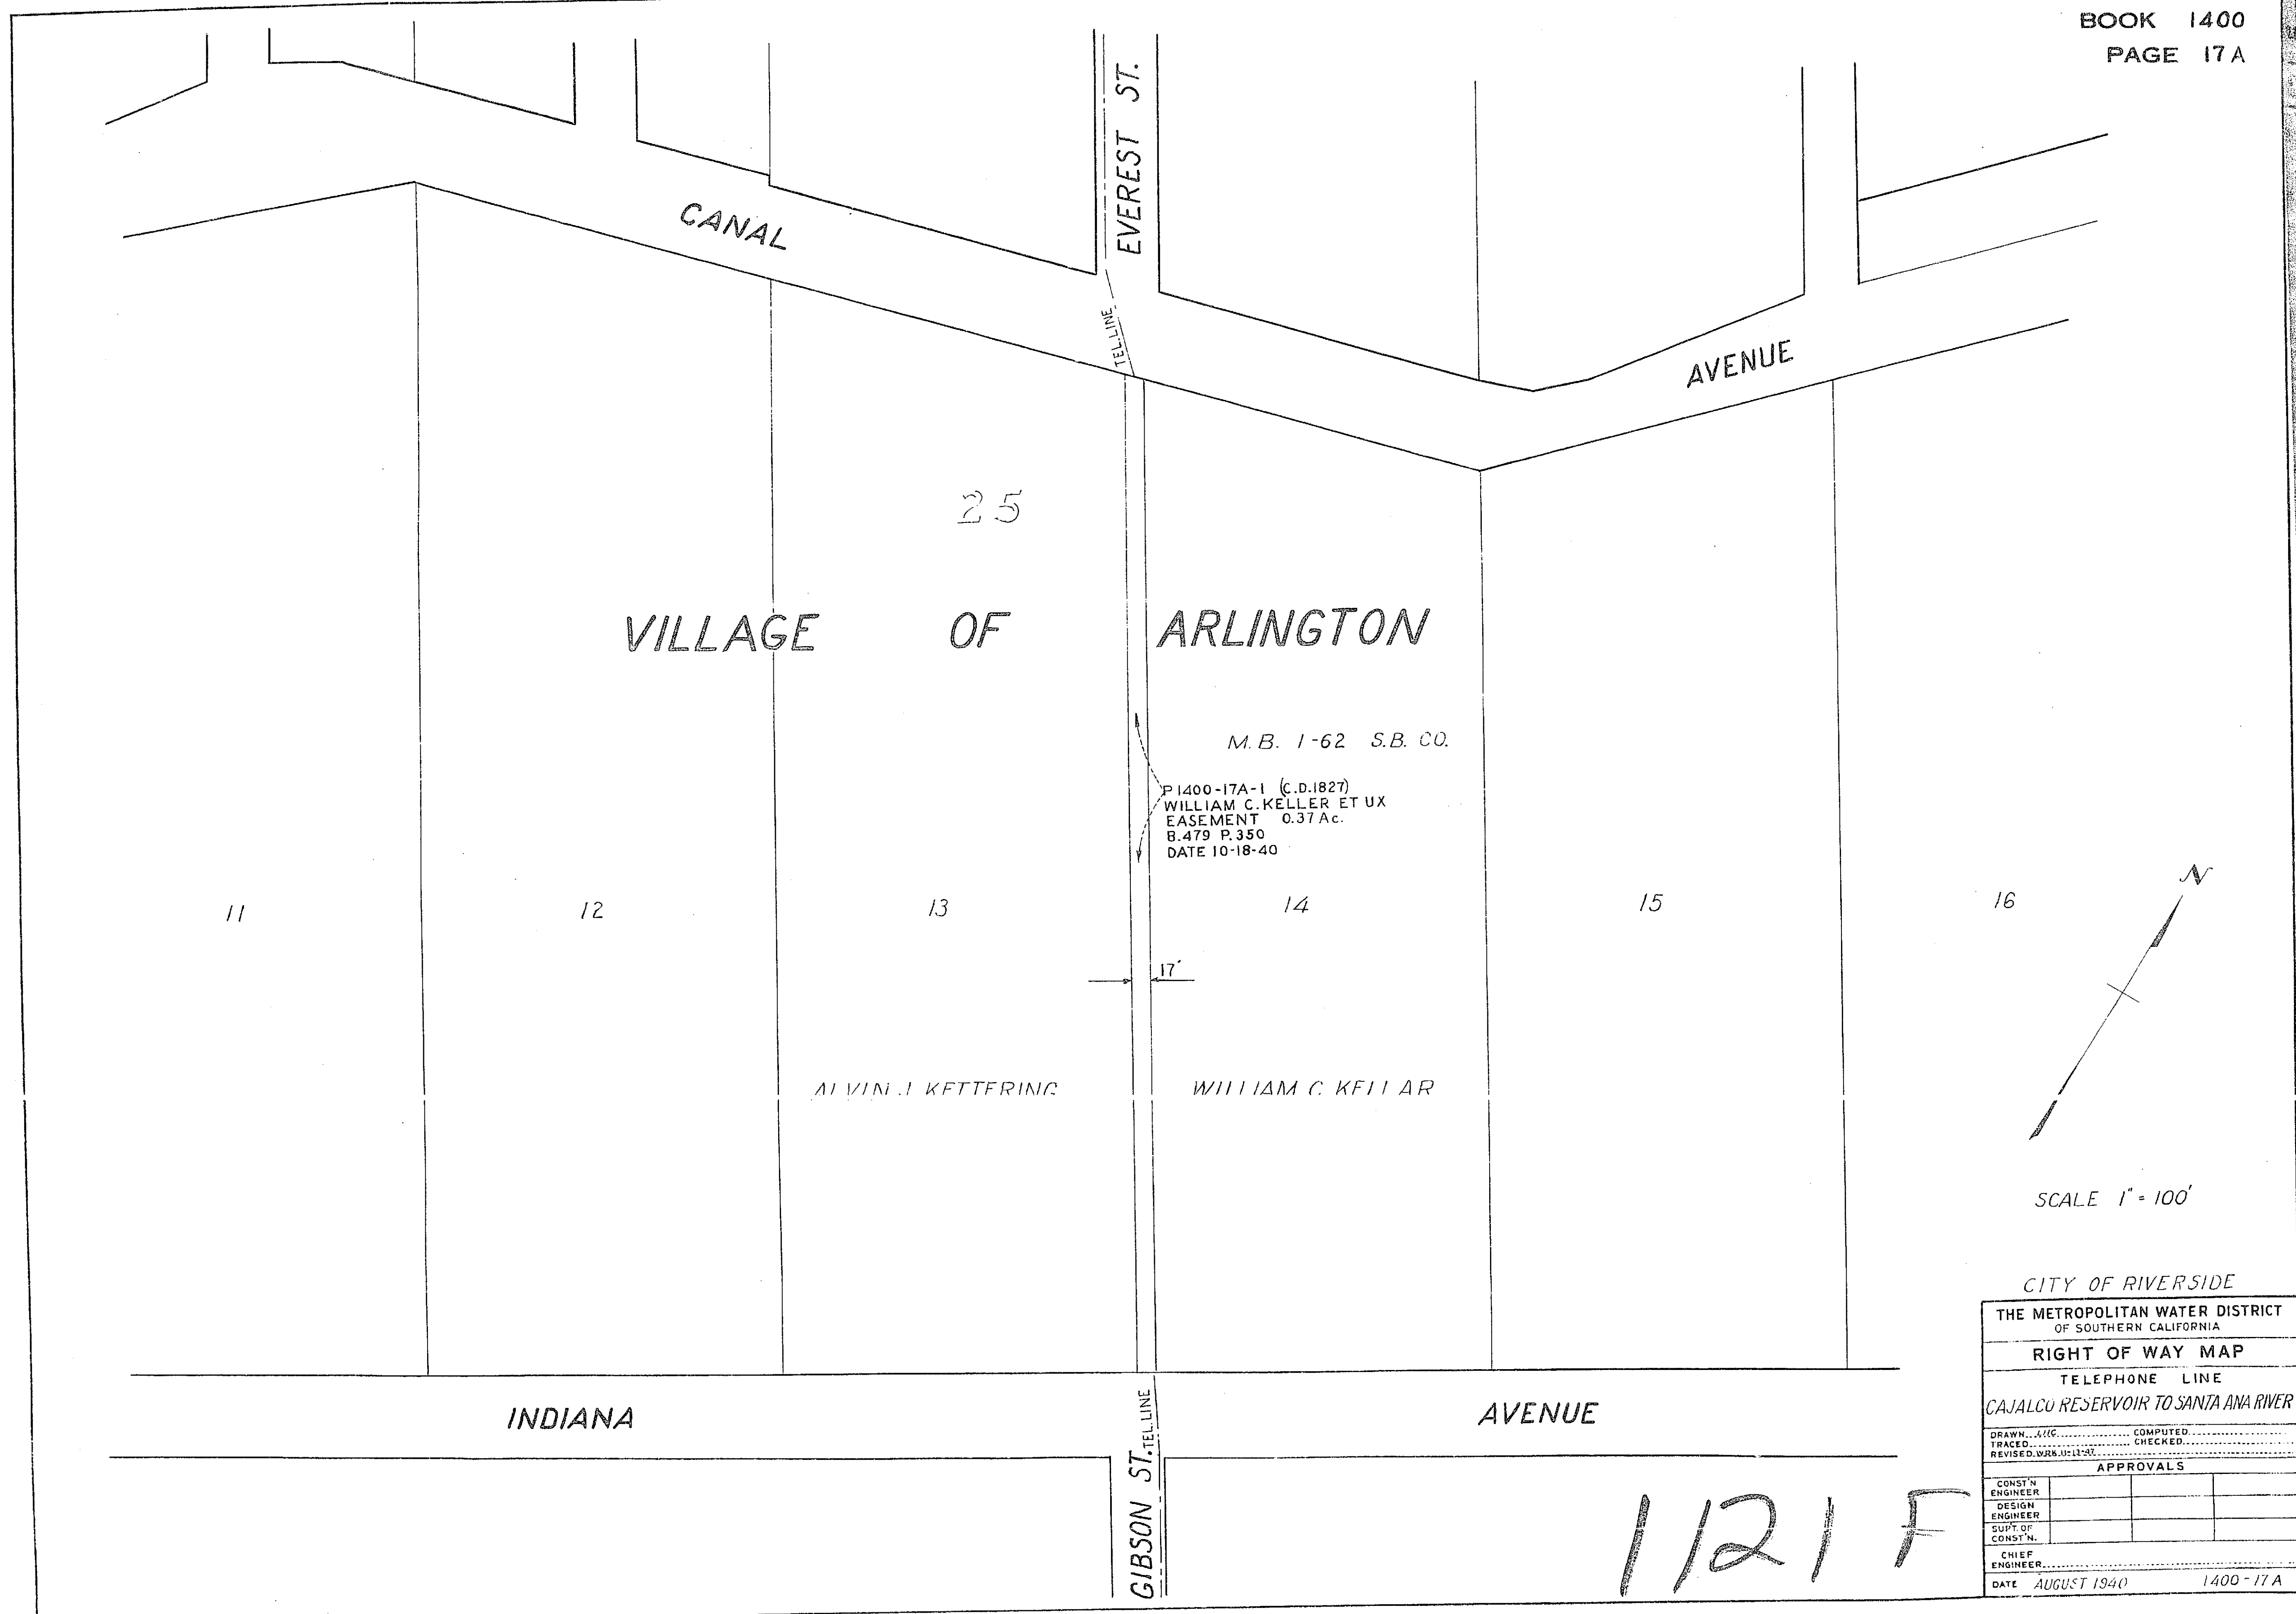 BOOK 1400
PAGE 17A
EVEREST ST.
CANAL
TEL.LINE
AVENUE
25
VILLAGE OF ARLINGTON
M.B. 1-62 S.B. CO.
P1400-17A-1 (C.D.1827)
WILLIAM C. KELLER ET UX
EASEMENT 0.37 Ac.
B.479 P.350
DATE 10-18-40
N
11 12 13 14 15 16
17'
ALVIN J. KETTERING WILLIAM C. KELLAR
SCALE 1" = 100'
CITY OF RIVERSIDE
THE METROPOLITAN WATER DISTRICT
OF SOUTHERN CALIFORNIA
RIGHT OF WAY MAP
TELEPHONE LINE
CAJALCO RESERVOIR TO SANTA ANA RIVER
DRAWN COMPUTED
TRACED CHECKED
REVISED W.R.K. 11-13-47
APPROVALS
CONST'N
ENGINEER
DESIGN
ENGINEER
SUPT. OF
CONST'N.
CHIEF
ENGINEER
DATE AUGUST 1940 1400-17A
INDIANA AVENUE
TEL.LINE
GIBSON ST.
1121 F